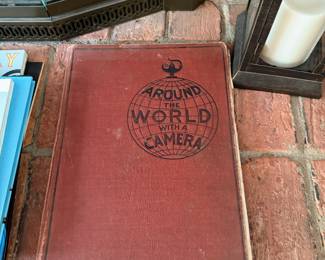 AROUND
THE
WORLD
WITH A
CAMERA